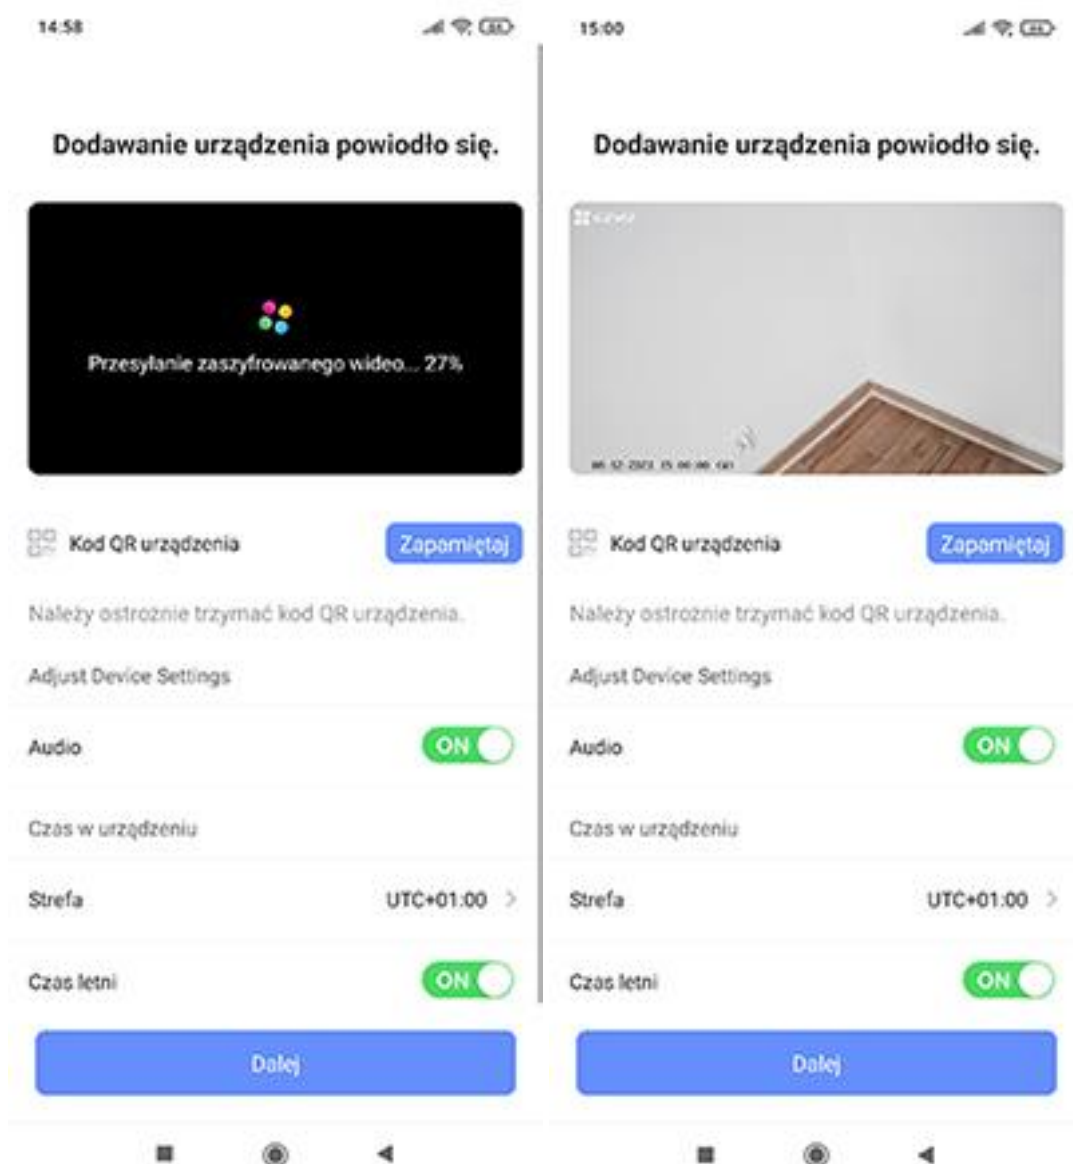 14:58
Dodawanie urządzenia powiodło się.
Przesyłanie zaszyfrowanego wideo... 27%
Kod QR urządzenia
Zapamiętaj
Należy ostrożnie trzymać kod QR urządzenia.
Adjust Device Settings
Audio
ON
Czas w urządzeniu
Strefa
UTC+01:00
Czas letni
ON
Dalej
15:00
Dodawanie urządzenia powiodło się.
Kod QR urządzenia
Zapamiętaj
Należy ostrożnie trzymać kod QR urządzenia.
Adjust Device Settings
Audio
ON
Czas w urządzeniu
Strefa
UTC+01:00
Czas letni
ON
Dalej